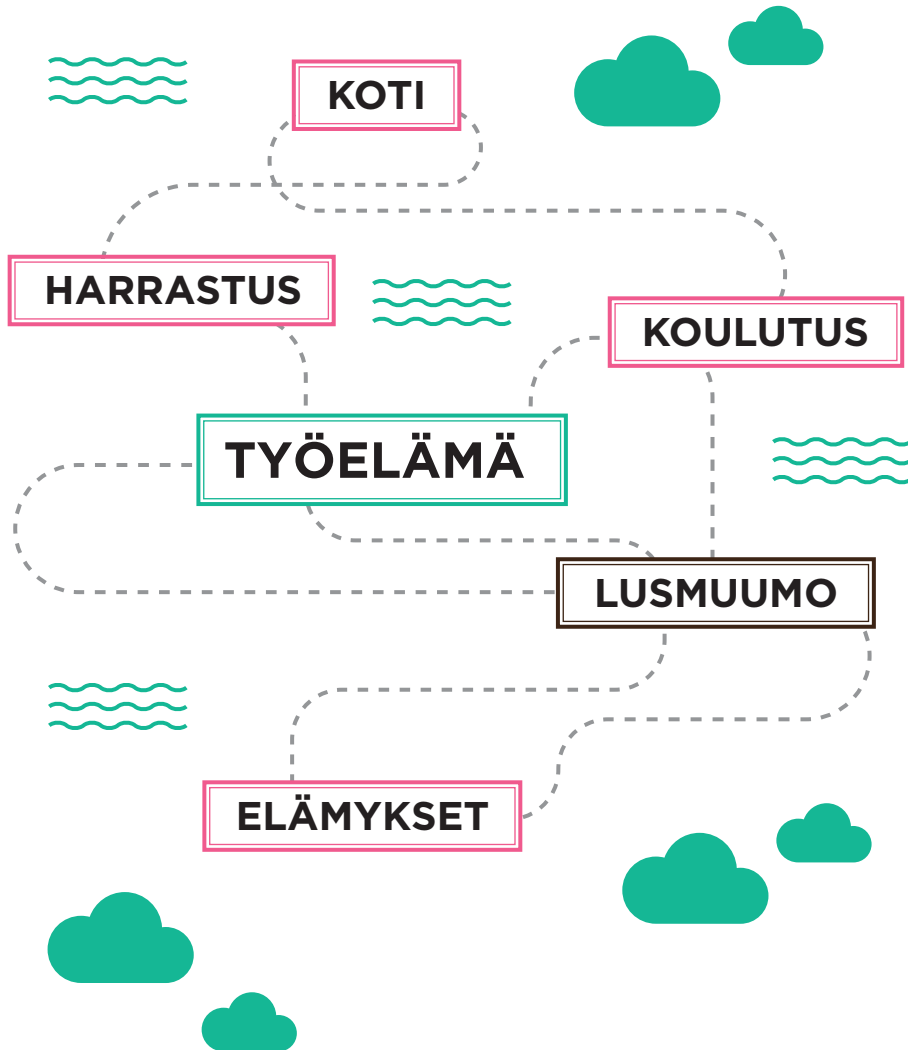 KOTI
HARRASTUS
KOULUTUS
TYÖELÄMÄ
LUSMUUMO
ELÄMYKSET